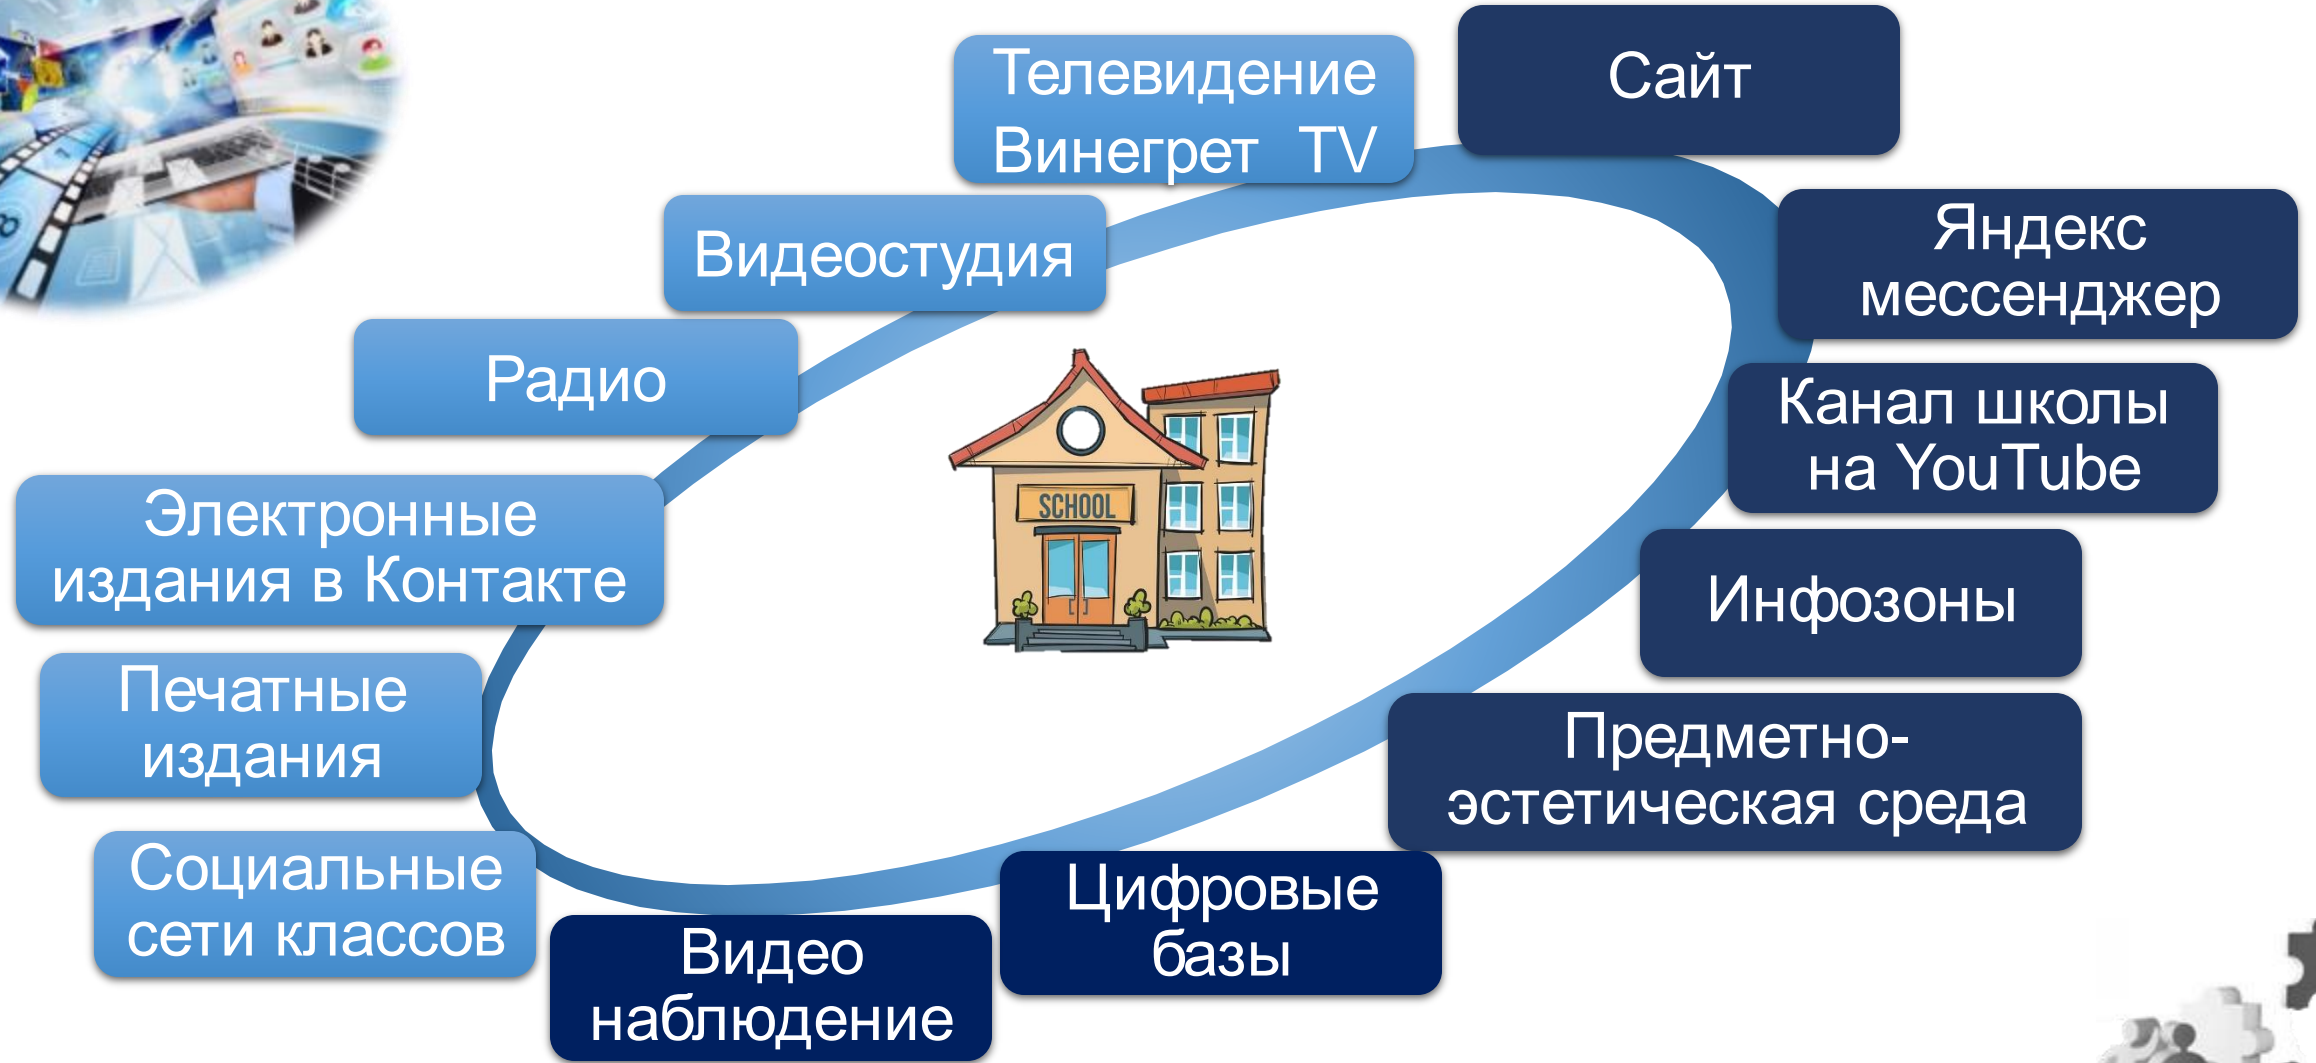 Телевидение
Винегрет TV
Сайт
Видеостудия
Яндекс
мессенджер
Радио
Канал школы
на YouTube
SCHOOL
Электронные
издания в Контакте
Инфозоны
Печатные
издания
Предметно-
эстетическая среда
Социальные
сети классов
Цифровые
базы
Видео
наблюдение